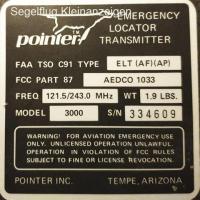 Segelflug Kleinanzeigen
pointer EMERGENCY
LOCATOR
TRANSMITTER
FAA TSO C91 TYPE ELT (AF)(AP)
FCC PART 87 AEDCO 1033
FREQ. 121.5/243.0 MHz WT 1.9 LBS.
MODEL 3000 SN 334609
WARNING! FOR AVIATION EMERGENCY USE
ONLY. UNLICENSED OPERATION UNLAWFUL.
OPERATION IN VIOLATION OF FCC RULES
SUBJECT TO FINE OR LICENSE REVOCATION.
POINTER INC. TEMPE, ARIZONA